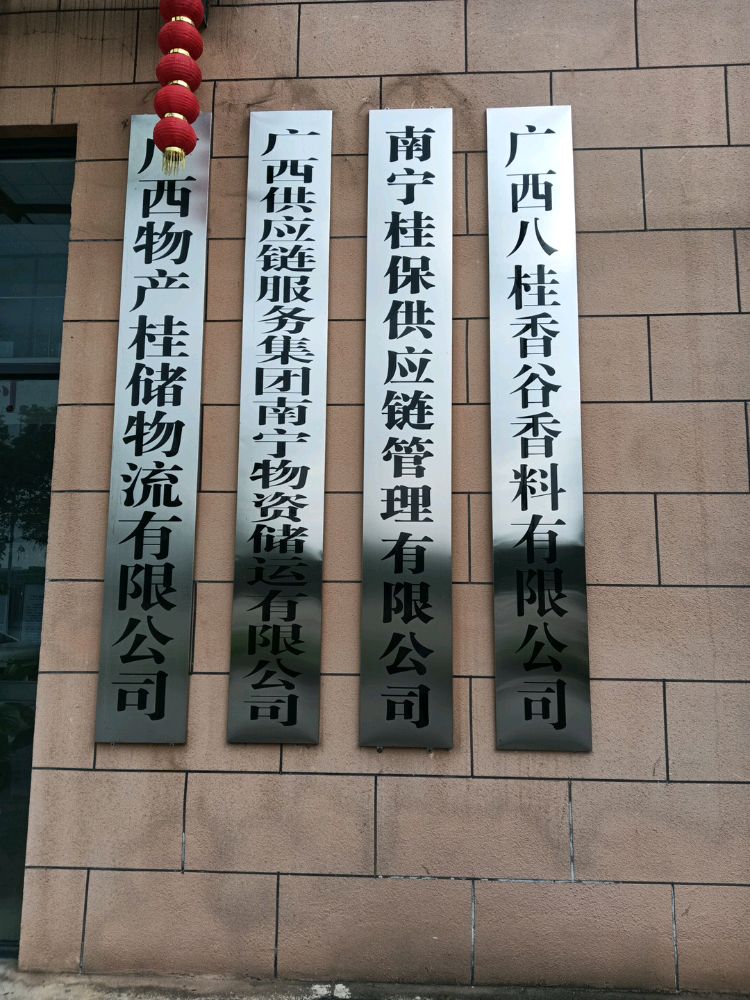 广西物产桂储物流有限公司
广西供应链服务集团南宁物资储运有限公司
南宁桂保供应链管理有限公司
广西八桂香谷香料有限公司